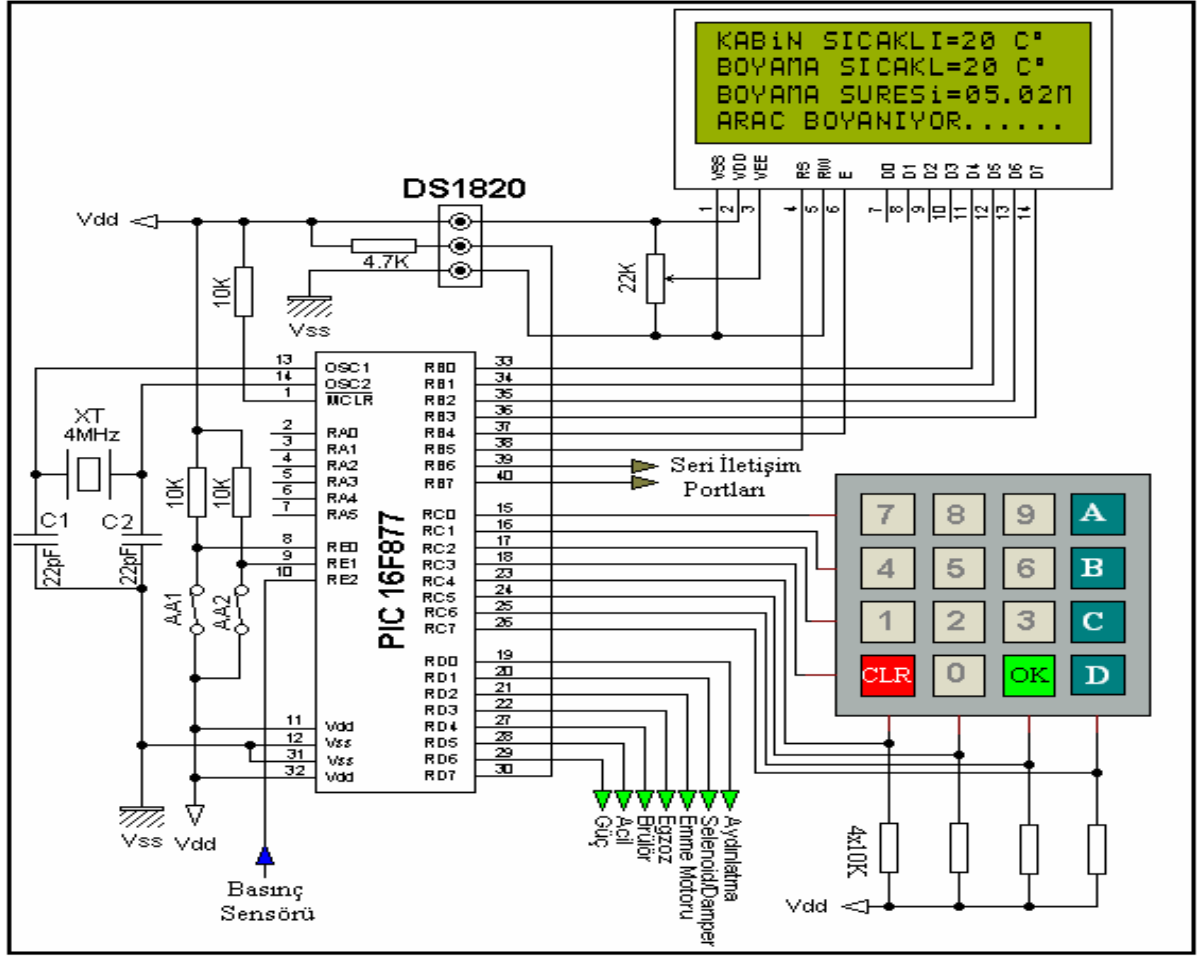 KABiN SICAKLI=20 C°
BOYAMA SICAKL=20 C°
BOYAMA SURESi=05.02M
ARAC BOYANIYOR......
VSS VDD VEE RS RW E D0 D1 D2 D3 D4 D5 D6 D7
1 2 3 4 5 6 7 8 9 10 11 12 13 14
DS1820
Vdd
4.7K
10K
22K
Vss
13 OSC1
14 OSC2
1 MCLR
2 RA0
3 RA1
4 RA2
5 RA3
6 RA4
7 RA5
8 RE0
9 RE1
10 RE2
11 Vdd
12 Vss
31 Vss
32 Vdd
PIC 16F877
RB0 33
RB1 34
RB2 35
RB3 36
RB4 37
RB5 38
RB6 39
RB7 40
RC0 15
RC1 16
RC2 17
RC3 18
RC4 23
RC5 24
RC6 25
RC7 26
RD0 19
RD1 20
RD2 21
RD3 22
RD4 27
RD5 28
RD6 29
RD7 30
XT
4MHz
C1
C2
22pF
22pF
10K
10K
AA1
AA2
Vss
Vdd
Basınç
Sensörü
Seri İletişim
Portları
7 8 9 A
4 5 6 B
1 2 3 C
CLR 0 OK D
Güç
Acil
Brülör
Egzoz
Emme Motoru
Selenoid/Damper
Aydınlatma
4x10K
Vdd